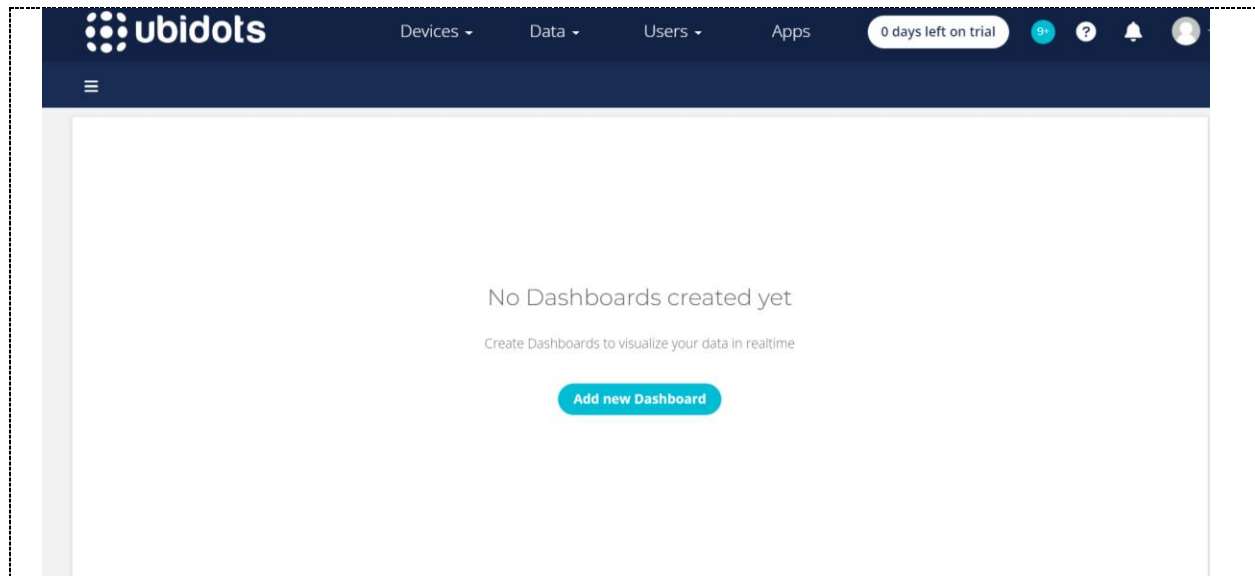 ubidots
Devices
Data
Users
Apps
0 days left on trial
9+
?
No Dashboards created yet
Create Dashboards to visualize your data in realtime
Add new Dashboard